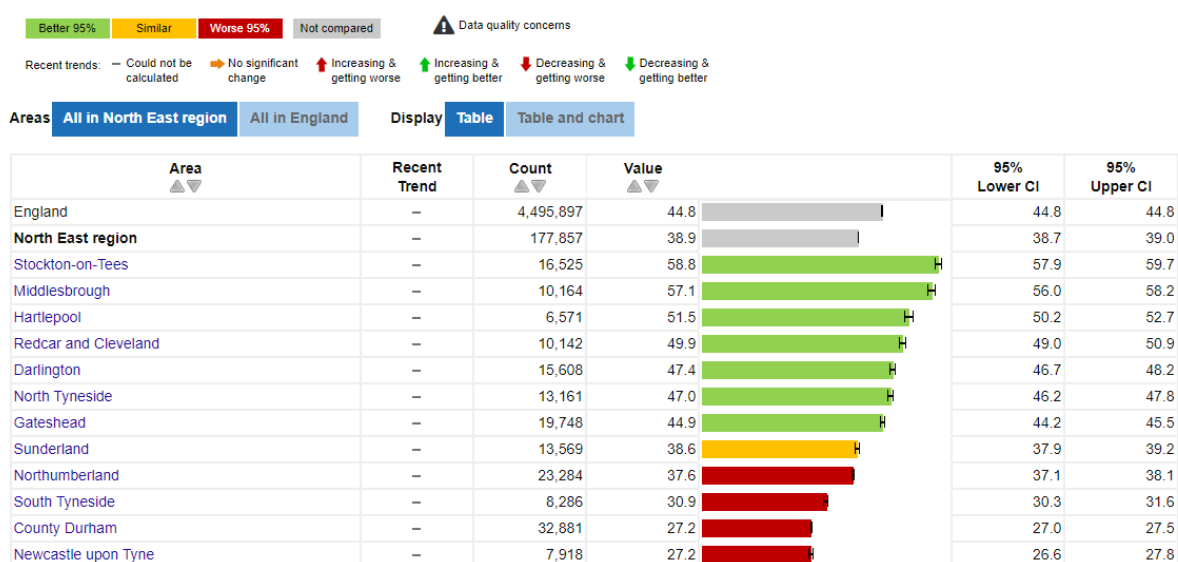 Better 95% Similar Worse 95% Not compared Data quality concerns
Recent trends: – Could not be calculated No significant change Increasing & getting worse Increasing & getting better Decreasing & getting worse Decreasing & getting better
Areas All in North East region All in England Display Table Table and chart
Area Recent Trend Count Value 95% Lower CI 95% Upper CI
England – 4,495,897 44.8 44.8 44.8
North East region – 177,857 38.9 38.7 39.0
Stockton-on-Tees – 16,525 58.8 57.9 59.7
Middlesbrough – 10,164 57.1 56.0 58.2
Hartlepool – 6,571 51.5 50.2 52.7
Redcar and Cleveland – 10,142 49.9 49.0 50.9
Darlington – 15,608 47.4 46.7 48.2
North Tyneside – 13,161 47.0 46.2 47.8
Gateshead – 19,748 44.9 44.2 45.5
Sunderland – 13,569 38.6 37.9 39.2
Northumberland – 23,284 37.6 37.1 38.1
South Tyneside – 8,286 30.9 30.3 31.6
County Durham – 32,881 27.2 27.0 27.5
Newcastle upon Tyne – 7,918 27.2 26.6 27.8